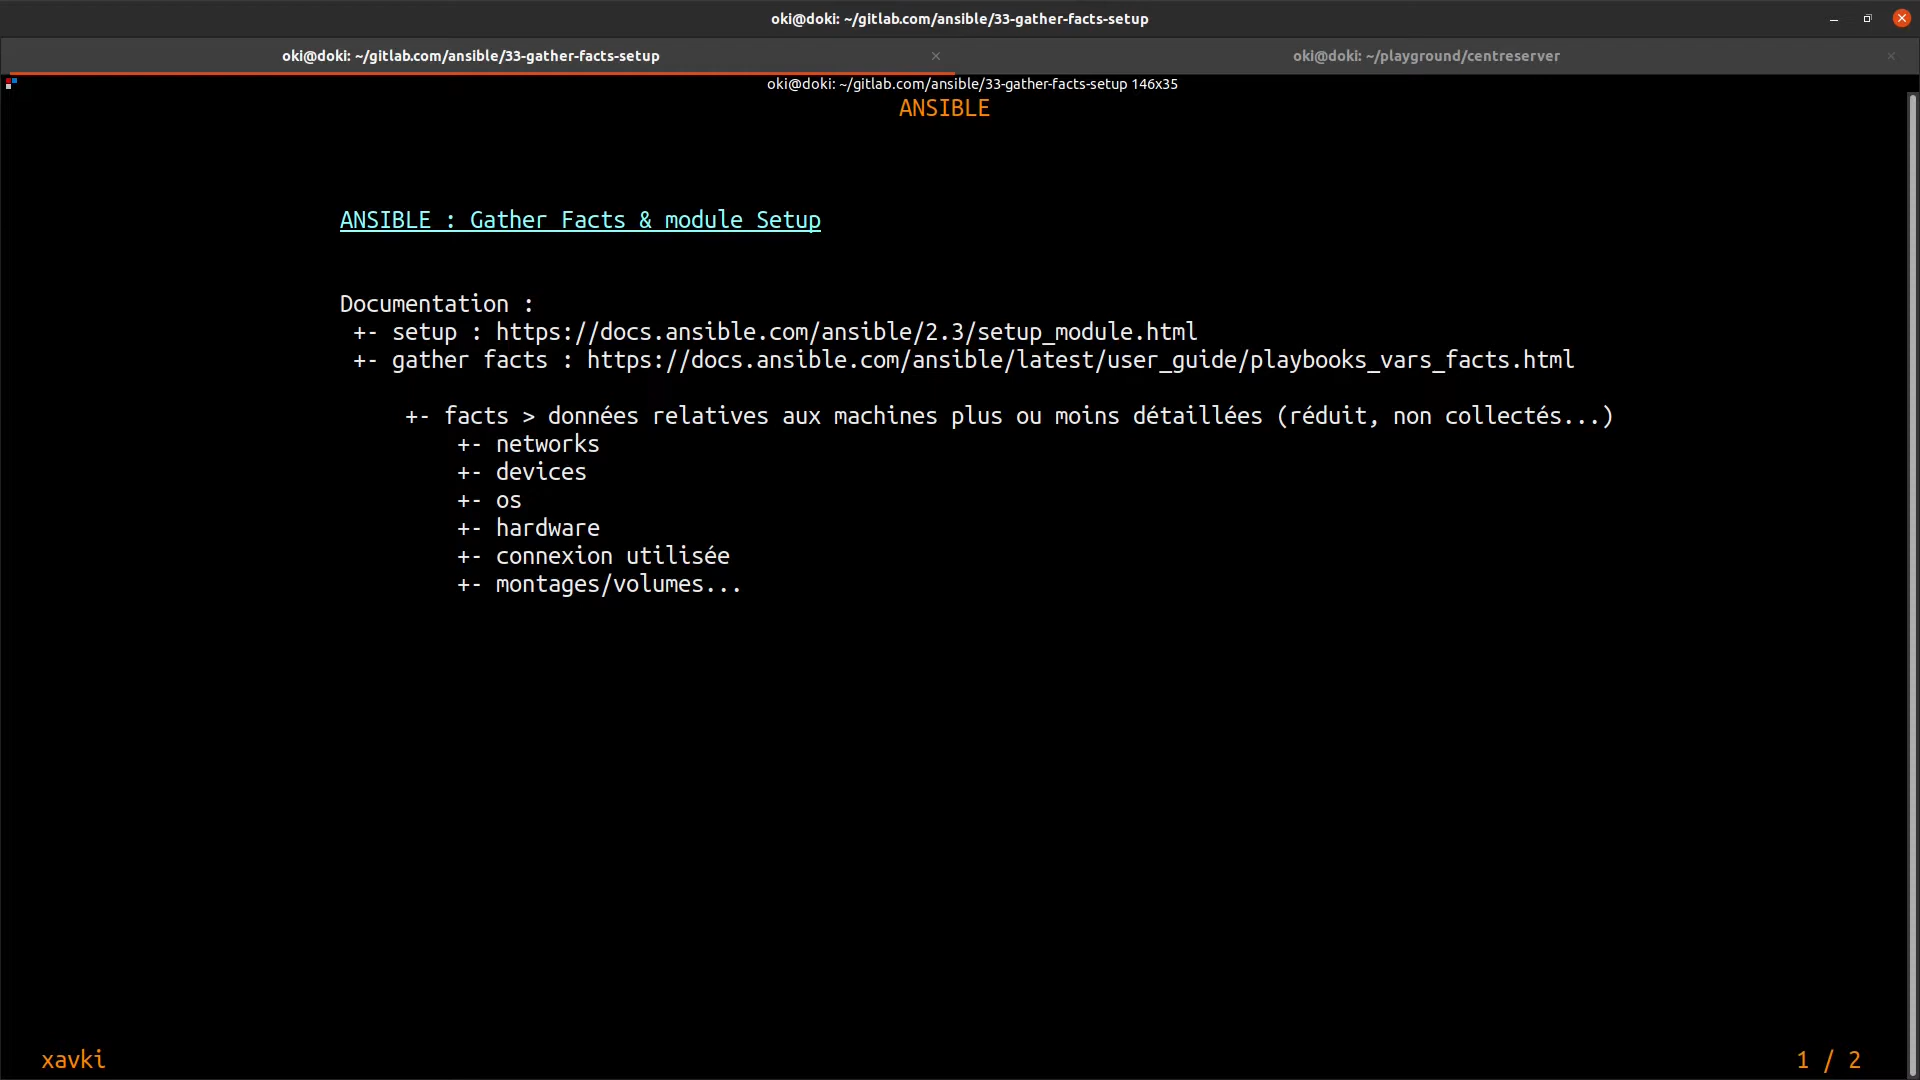 oki@doki: ~/gitlab.com/ansible/33-gather-facts-setup
oki@doki: ~/gitlab.com/ansible/33-gather-facts-setup
oki@doki: ~/playground/centreserver
oki@doki: ~/gitlab.com/ansible/33-gather-facts-setup 146x35
ANSIBLE
ANSIBLE : Gather Facts & module Setup
Documentation :
+- setup : https://docs.ansible.com/ansible/2.3/setup_module.html
+- gather facts : https://docs.ansible.com/ansible/latest/user_guide/playbooks_vars_facts.html
+- facts > données relatives aux machines plus ou moins détaillées (réduit, non collectés...)
+- networks
+- devices
+- os
+- hardware
+- connexion utilisée
+- montages/volumes...
xavki
1 / 2